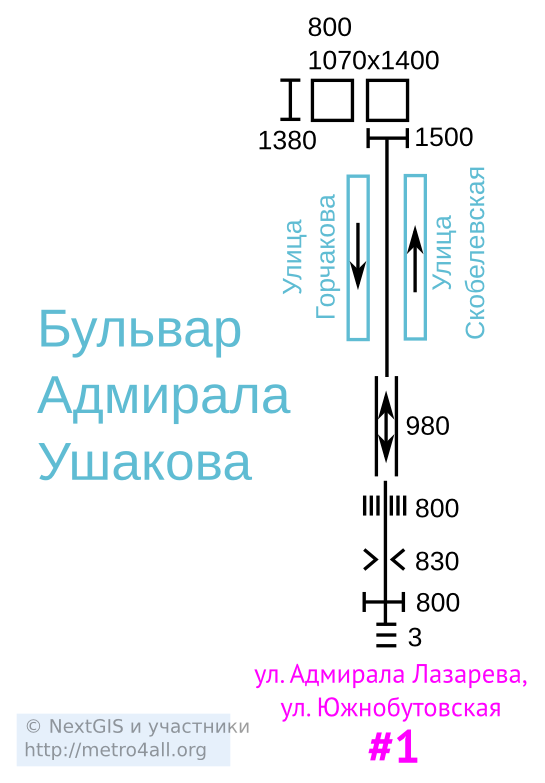 800
1070x1400
1380
1500
Улица
Горчакова
Улица
Скобелевская
Бульвар
Адмирала
Ушакова
980
800
830
800
3
ул. Адмирала Лазарева,
ул. Южнобутовская
#1
© NextGIS и участники
http://metro4all.org